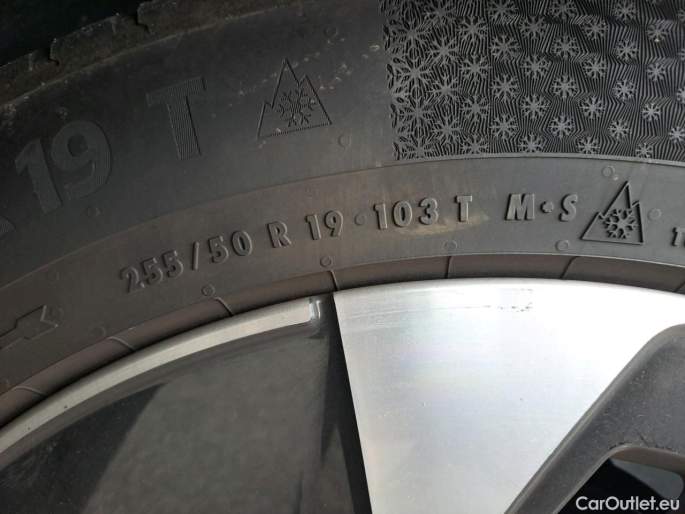 19 T
255/50 R 19 · 103 T M·S
CarOutlet.eu